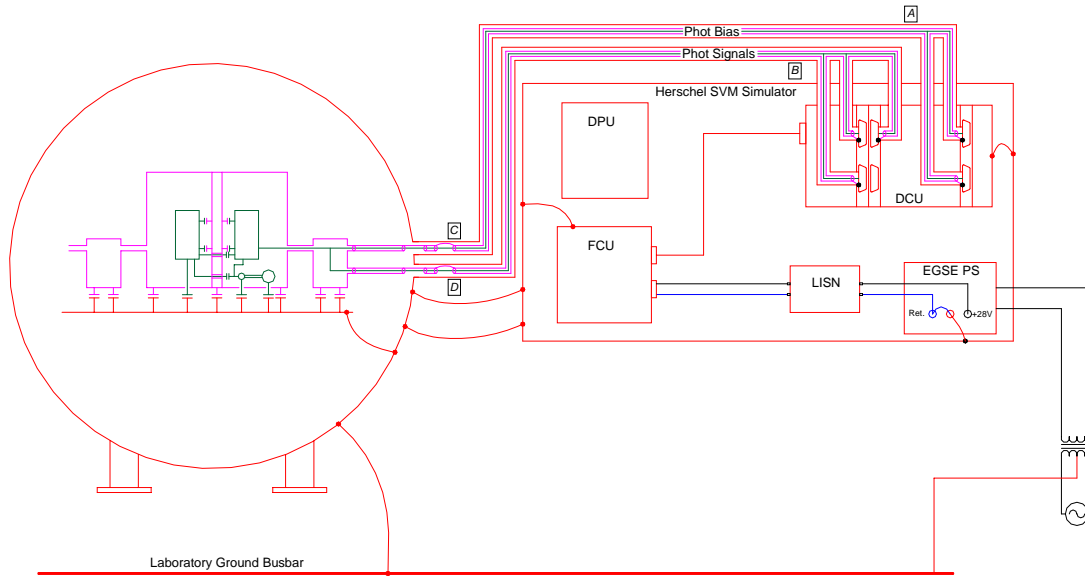 A
Phot Bias
Phot Signals
B
Herschel SVM Simulator
DPU
DCU
C
FCU
D
LISN
EGSE PS
Ret.
+28V
Laboratory Ground Busbar